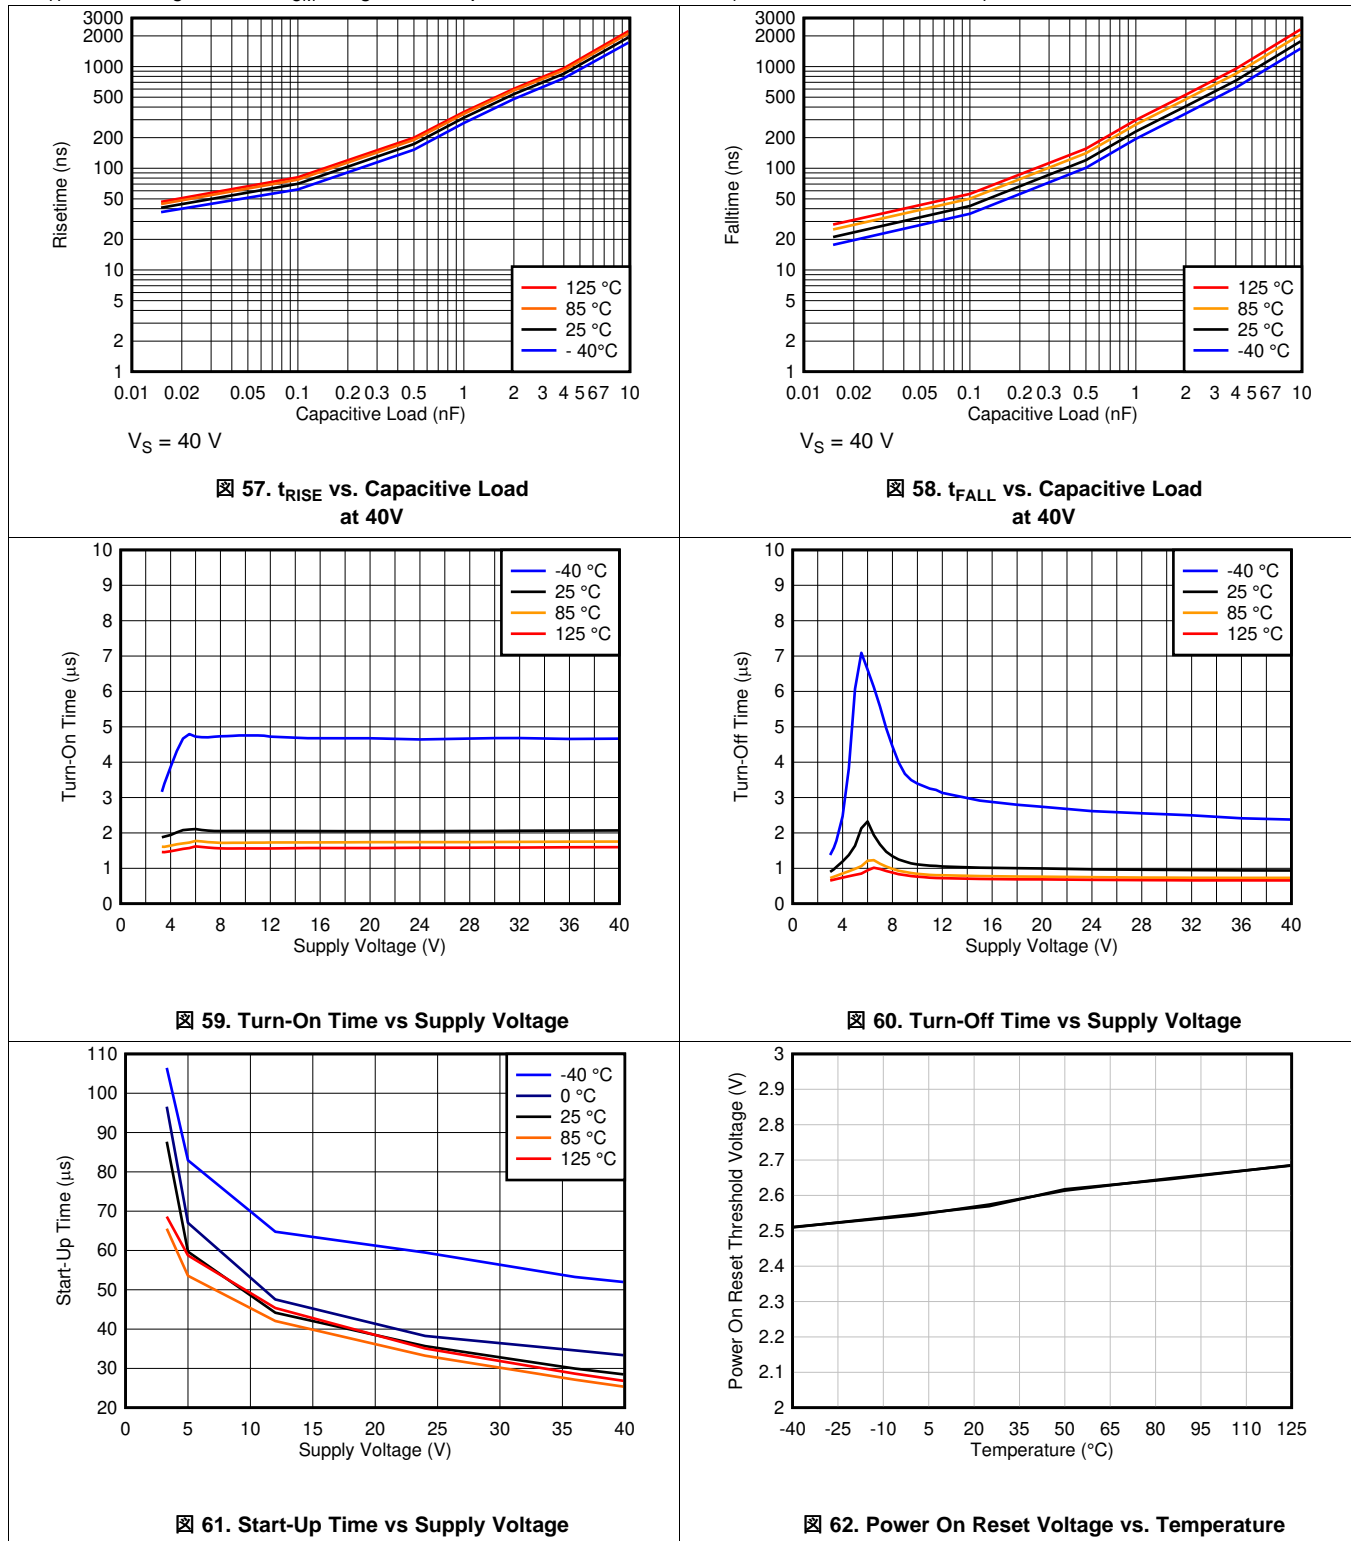 3000
2000
1000
500
200
100
50
20
10
5
2
1
Risetime (ns)
125 °C
85 °C
25 °C
- 40°C
0.01 0.02 0.05 0.1 0.2 0.3 0.5 1 2 3 4 5 6 7 10
Capacitive Load (nF)
V_S = 40 V
図 57. t_RISE vs. Capacitive Load
at 40V
3000
2000
1000
500
200
100
50
20
10
5
2
1
Falltime (ns)
125 °C
85 °C
25 °C
-40 °C
0.01 0.02 0.05 0.1 0.2 0.3 0.5 1 2 3 4 5 6 7 10
Capacitive Load (nF)
V_S = 40 V
図 58. t_FALL vs. Capacitive Load
at 40V
10
9
8
7
6
5
4
3
2
1
0
Turn-On Time (µs)
-40 °C
25 °C
85 °C
125 °C
0 4 8 12 16 20 24 28 32 36 40
Supply Voltage (V)
図 59. Turn-On Time vs Supply Voltage
10
9
8
7
6
5
4
3
2
1
0
Turn-Off Time (µs)
-40 °C
25 °C
85 °C
125 °C
0 4 8 12 16 20 24 28 32 36 40
Supply Voltage (V)
図 60. Turn-Off Time vs Supply Voltage
110
100
90
80
70
60
50
40
30
20
Start-Up Time (µs)
-40 °C
0 °C
25 °C
85 °C
125 °C
0 5 10 15 20 25 30 35 40
Supply Voltage (V)
図 61. Start-Up Time vs Supply Voltage
3
2.9
2.8
2.7
2.6
2.5
2.4
2.3
2.2
2.1
2
Power On Reset Threshold Voltage (V)
-40 -25 -10 5 20 35 50 65 80 95 110 125
Temperature (°C)
図 62. Power On Reset Voltage vs. Temperature